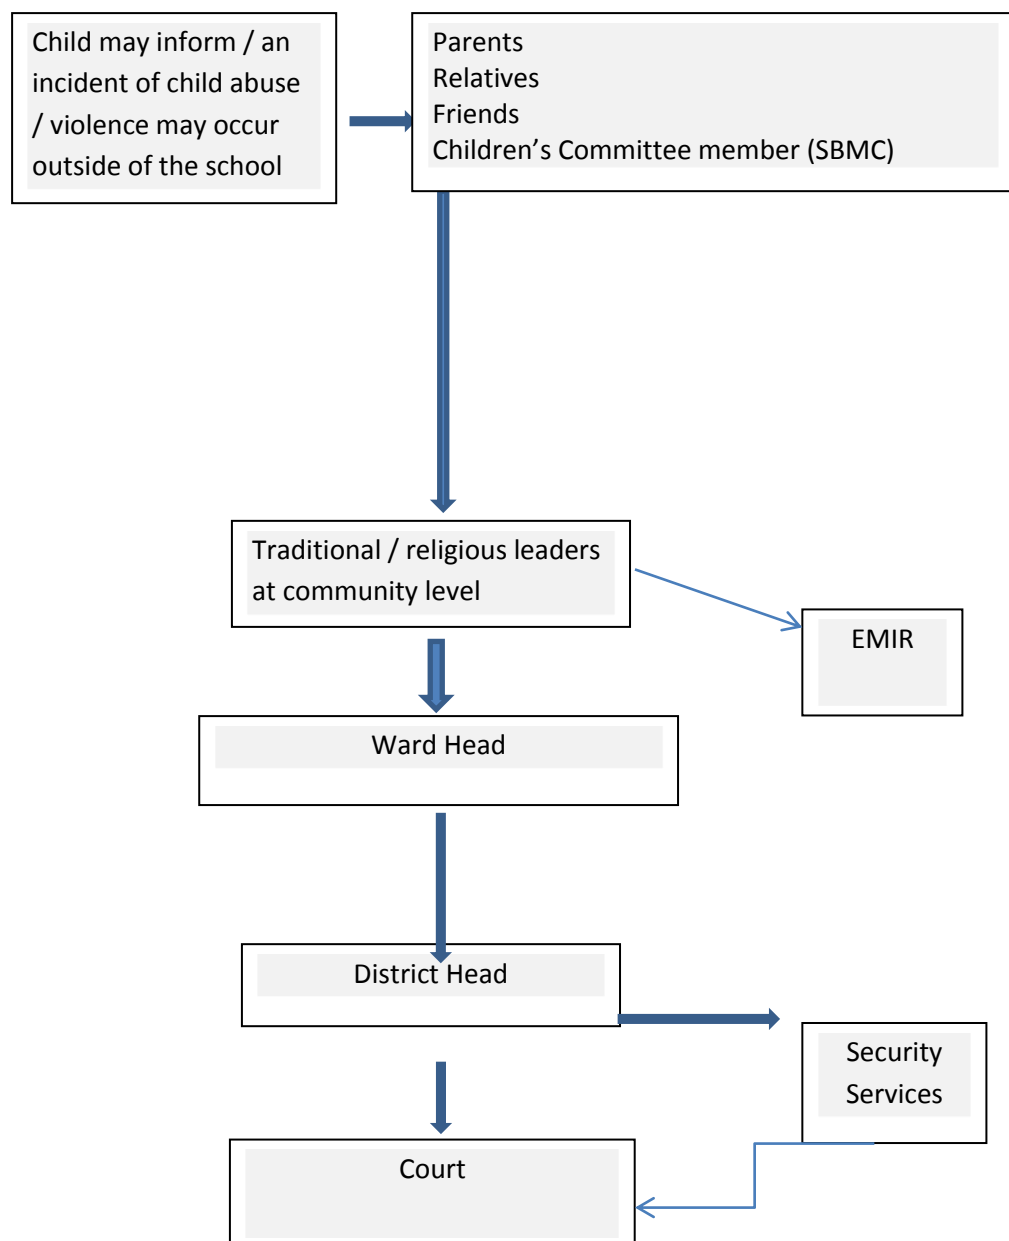 Child may inform / an
incident of child abuse
/ violence may occur
outside of the school
Parents
Relatives
Friends
Children’s Committee member (SBMC)
Traditional / religious leaders
at community level
EMIR
Ward Head
District Head
Security
Services
Court